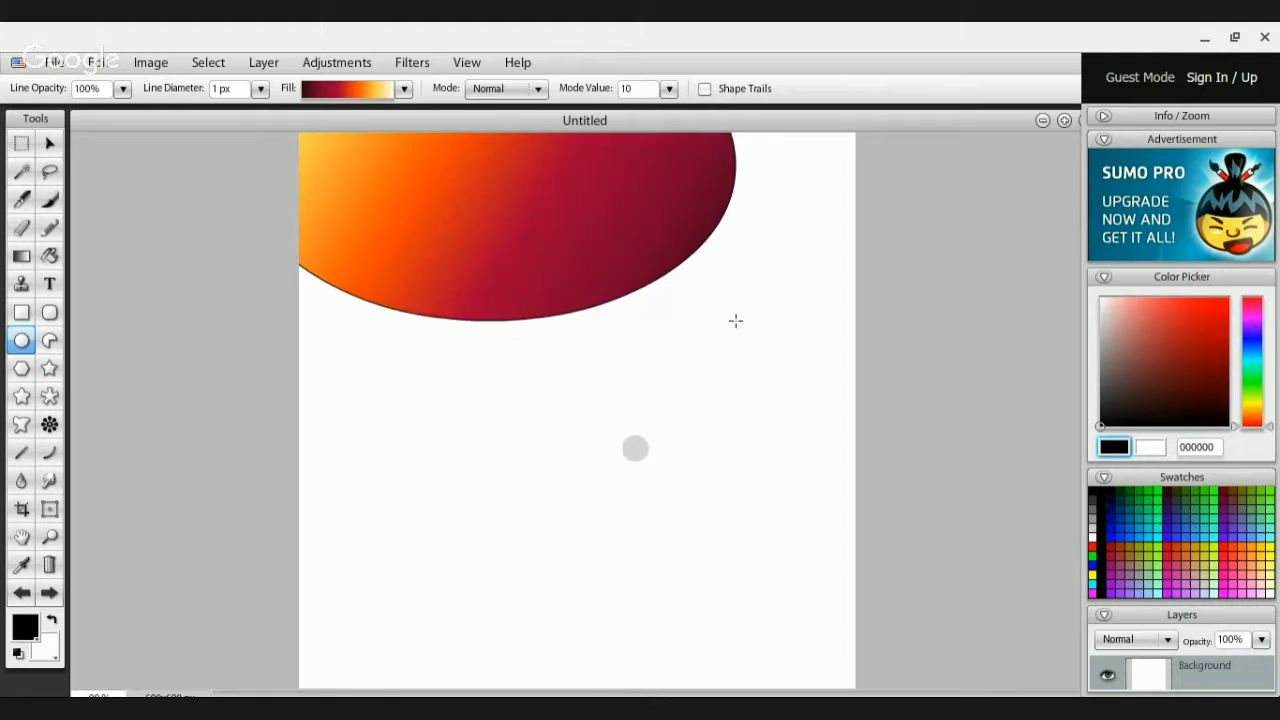 Google
File Edit Image Select Layer Adjustments Filters View Help
Line Opacity: 100% Line Diameter: 1 px Fill: Mode: Normal Mode Value: 10 Shape Trails
Guest Mode Sign In / Up
Tools
Untitled
Info / Zoom
Advertisement
SUMO PRO
UPGRADE
NOW AND
GET IT ALL!
Color Picker
000000
Swatches
Layers
Normal Opacity: 100%
Background